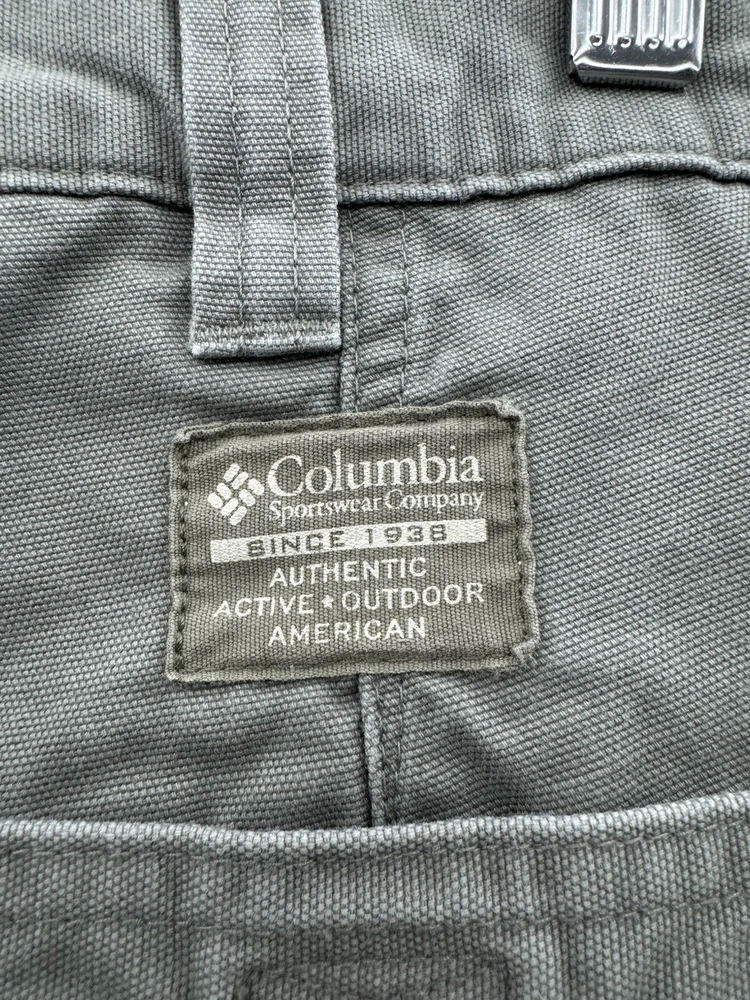 Columbia
Sportswear Company
SINCE 1938
AUTHENTIC
ACTIVE ★ OUTDOOR
AMERICAN